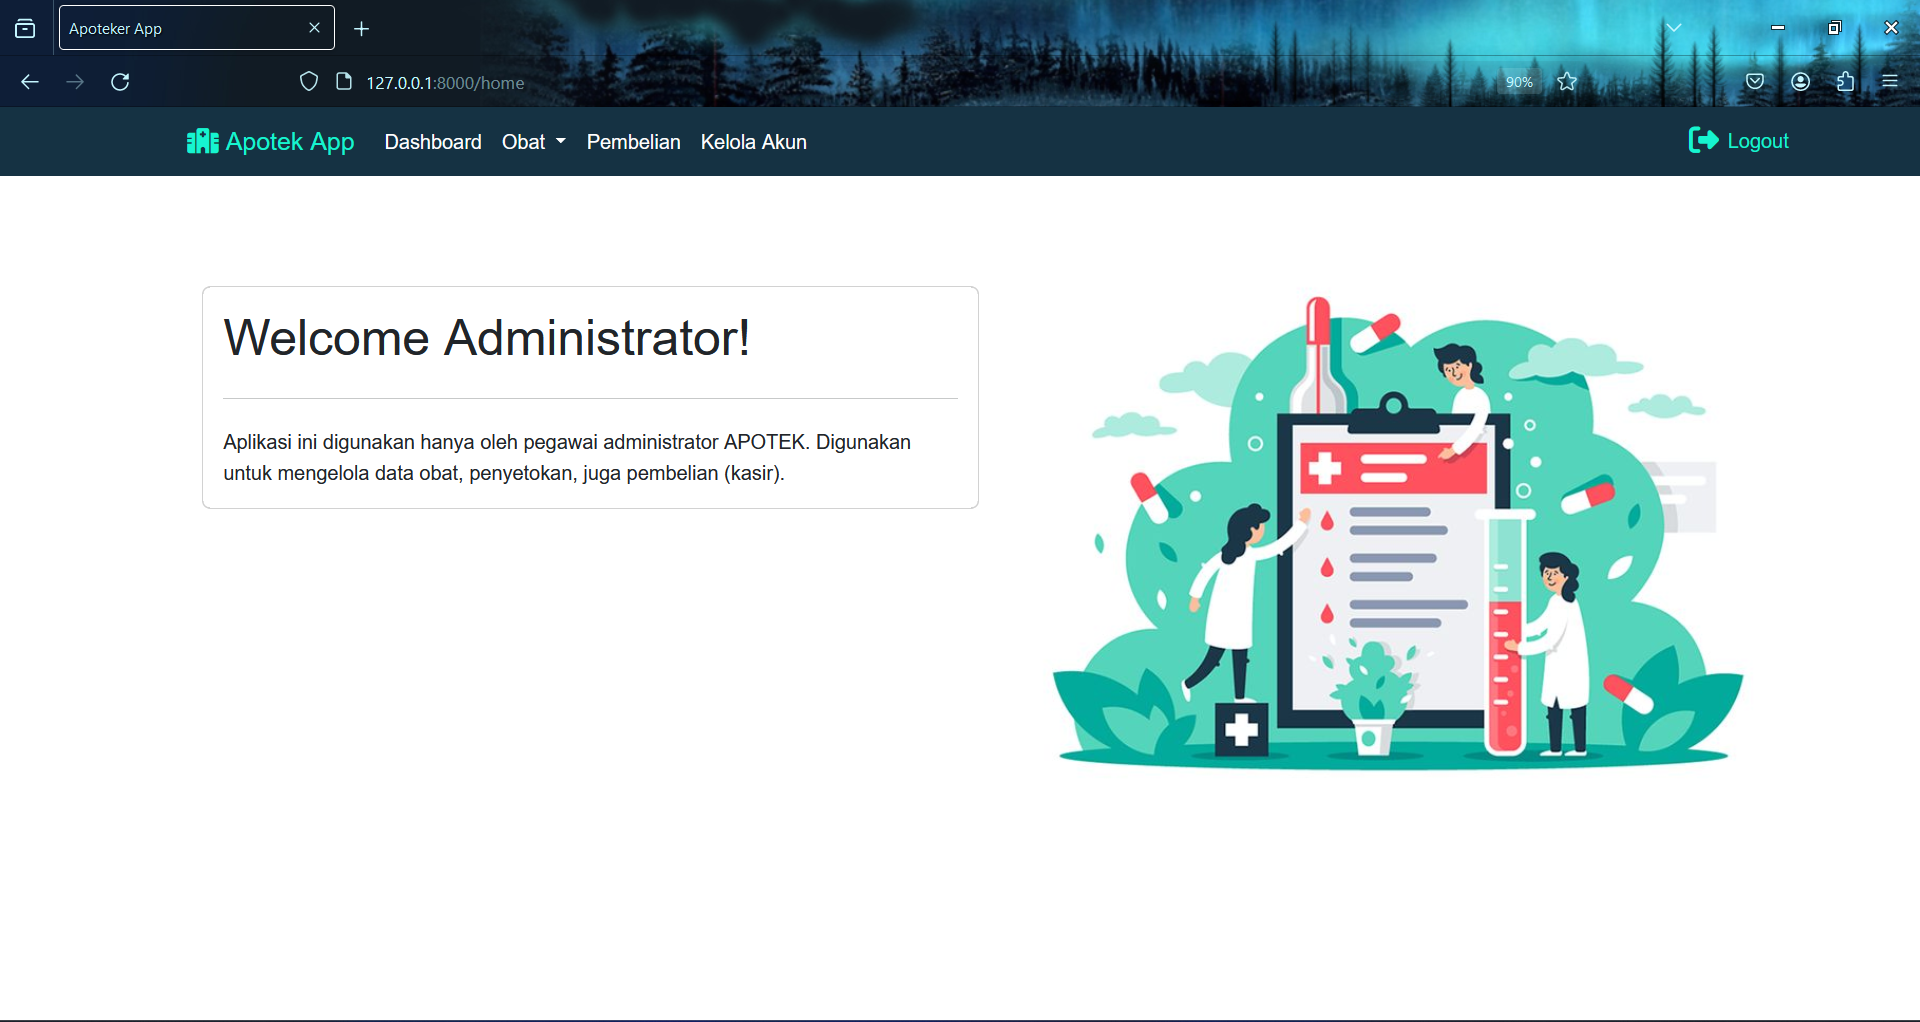 Apoteker App
127.0.0.1:8000/home
90%
Apotek App
Dashboard
Obat
Pembelian
Kelola Akun
Logout
Welcome Administrator!
Aplikasi ini digunakan hanya oleh pegawai administrator APOTEK. Digunakan
untuk mengelola data obat, penyetokan, juga pembelian (kasir).